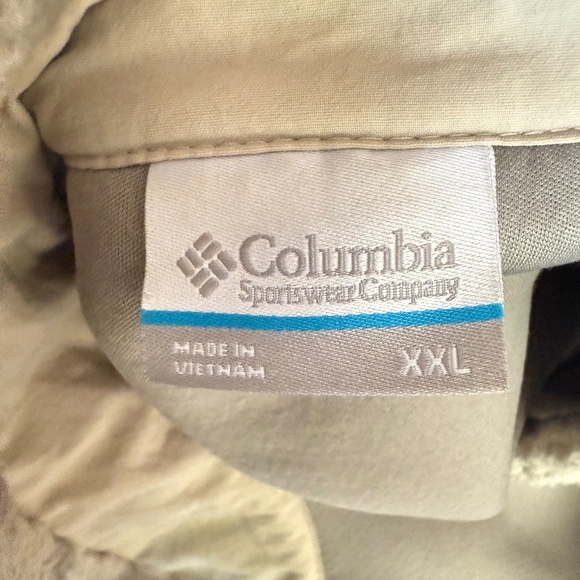 Columbia
Sportswear Company
MADE IN
VIETNAM
XXL